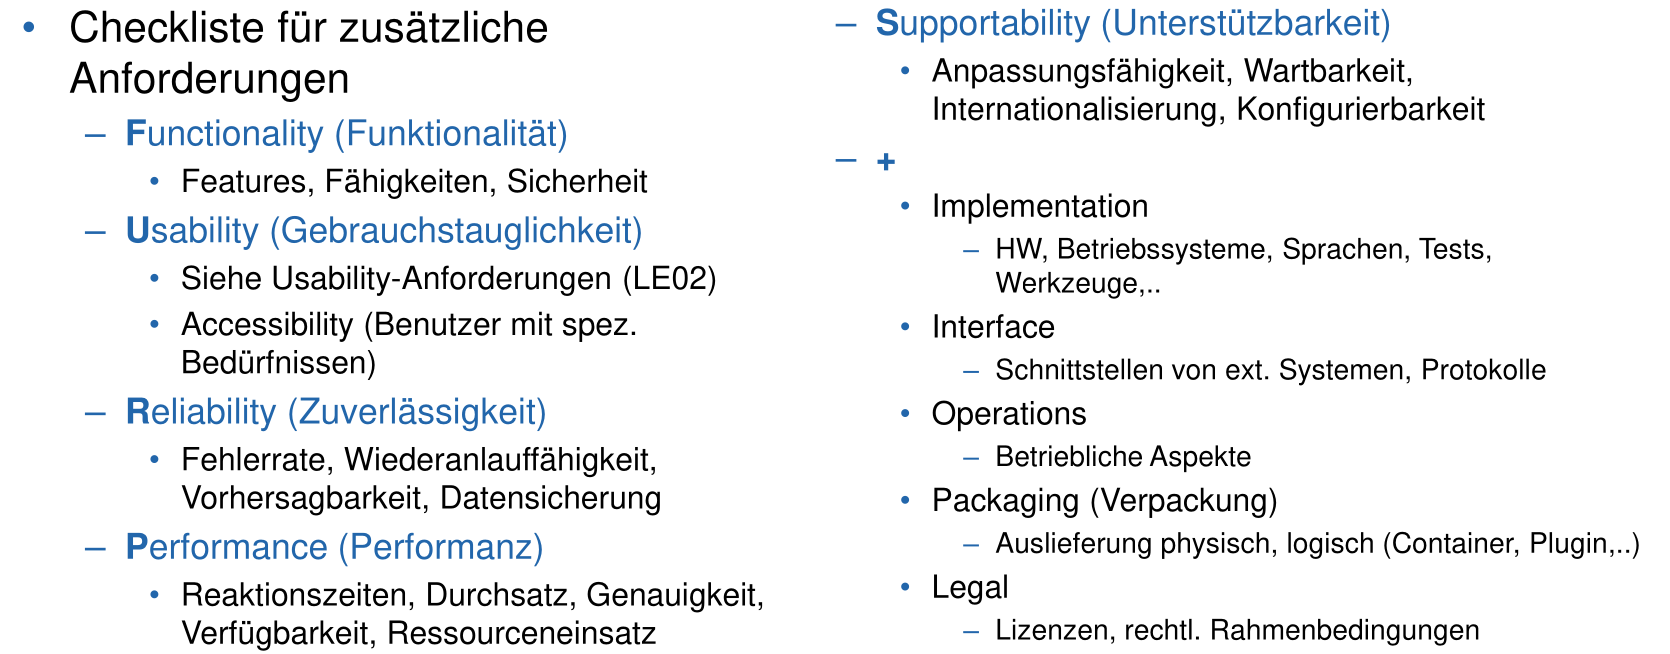 • Checkliste für zusätzliche
Anforderungen
– Functionality (Funktionalität)
• Features, Fähigkeiten, Sicherheit
– Usability (Gebrauchstauglichkeit)
• Siehe Usability-Anforderungen (LE02)
• Accessibility (Benutzer mit spez.
Bedürfnissen)
– Reliability (Zuverlässigkeit)
• Fehlerrate, Wiederanlauffähigkeit,
Vorhersagbarkeit, Datensicherung
– Performance (Performanz)
• Reaktionszeiten, Durchsatz, Genauigkeit,
Verfügbarkeit, Ressourceneinsatz
– Supportability (Unterstützbarkeit)
• Anpassungsfähigkeit, Wartbarkeit,
Internationalisierung, Konfigurierbarkeit
– +
• Implementation
– HW, Betriebssysteme, Sprachen, Tests,
Werkzeuge,..
• Interface
– Schnittstellen von ext. Systemen, Protokolle
• Operations
– Betriebliche Aspekte
• Packaging (Verpackung)
– Auslieferung physisch, logisch (Container, Plugin,..)
• Legal
– Lizenzen, rechtl. Rahmenbedingungen